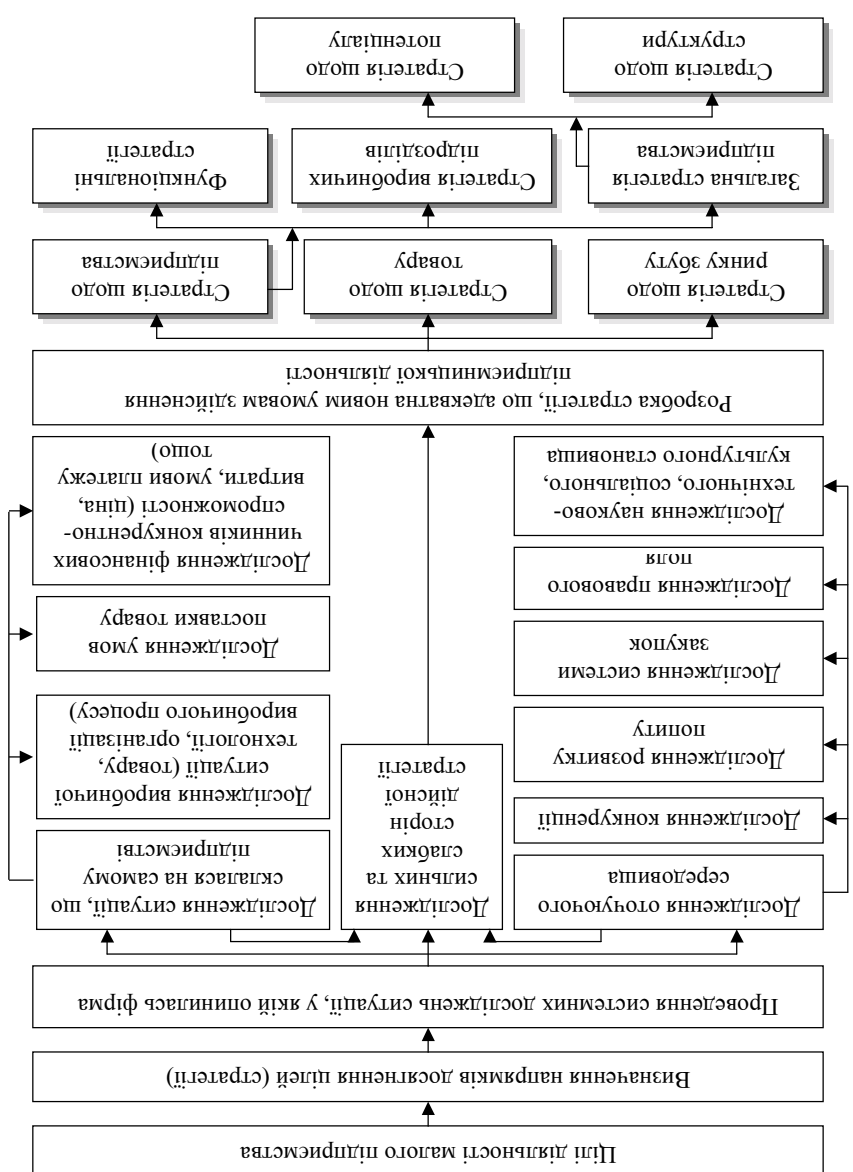 Цілі діяльності малого підприємства
Визначення напрямків досягнення цілей (стратегії)
Проведення системних досліджень ситуації, у якій опинилась фірма
Дослідження оточуючого
середовища
Дослідження конкуренції
Дослідження розвитку
попиту
Дослідження системи
закупок
Дослідження правового
поля
Дослідження науково-
технічного, соціального,
культурного становища
Дослідження
сильних та
слабких
сторін
дійсної
стратегії
Дослідження ситуації, що
склалася на самому
підприємстві
Дослідження виробничої
ситуації (товару,
технології, організації
виробничого процесу)
Дослідження умов
поставки товару
Дослідження фінансових
чинників конкурентно-
спроможності (ціна,
витрати, умови платежу
тощо)
Розробка стратегії, що адекватна новим умовам здійснення
підприємницької діяльності
Стратегія щодо
ринку збуту
Стратегія щодо
товару
Стратегія щодо
підприємства
Загальна стратегія
підприємства
Стратегія виробничих
підрозділів
Функціональні
стратегії
Стратегія щодо
структури
Стратегія щодо
потенціалу